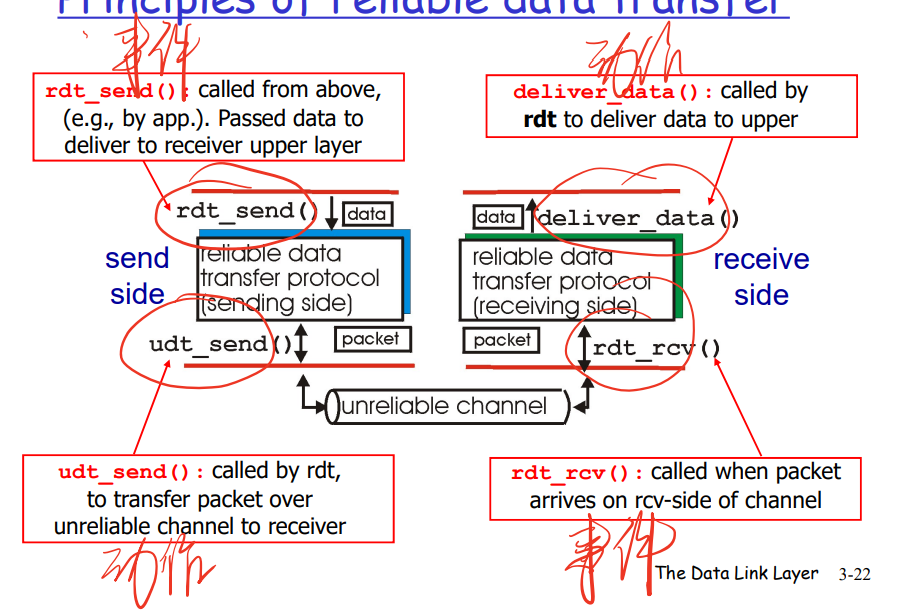 Principles of reliable data transfer
事件
动作
rdt_send(): called from above,
(e.g., by app.). Passed data to
deliver to receiver upper layer
deliver_data(): called by
rdt to deliver data to upper
rdt_send()
data
data
deliver_data()
send
side
reliable data
transfer protocol
(sending side)
reliable data
transfer protocol
(receiving side)
receive
side
udt_send()
packet
packet
rdt_rcv()
unreliable channel
udt_send(): called by rdt,
to transfer packet over
unreliable channel to receiver
rdt_rcv(): called when packet
arrives on rcv-side of channel
动作
事件
The Data Link Layer 3-22